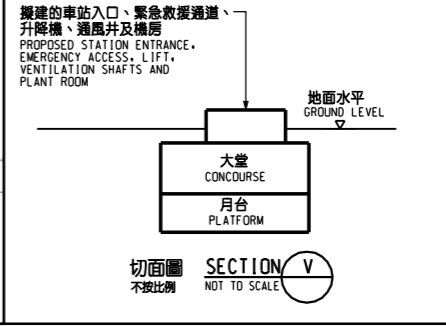 擬建的車站入口、緊急救援通道、
升降機、通風井及機房
PROPOSED STATION ENTRANCE,
EMERGENCY ACCESS, LIFT,
VENTILATION SHAFTS AND
PLANT ROOM
地面水平
GROUND LEVEL
大堂
CONCOURSE
月台
PLATFORM
切面圖 SECTION V
不按比例 NOT TO SCALE